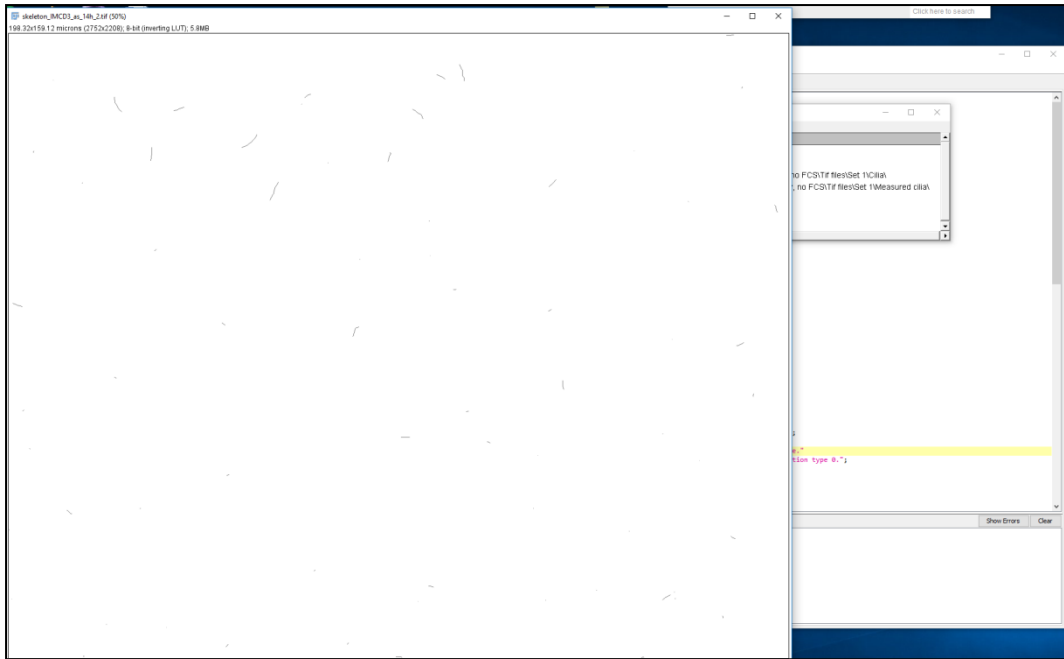 Click here to search
skeleton_IMCD3_as_14h_2.tif (50%)
198.32x159.12 microns (2752x2208); 8-bit (inverting LUT); 5.8MB
no FCS\Tif files\Set 1\Cilia\
, no FCS\Tif files\Set 1\Measured cilia\
;
e."
tion type 0.";
Show Errors
Clear